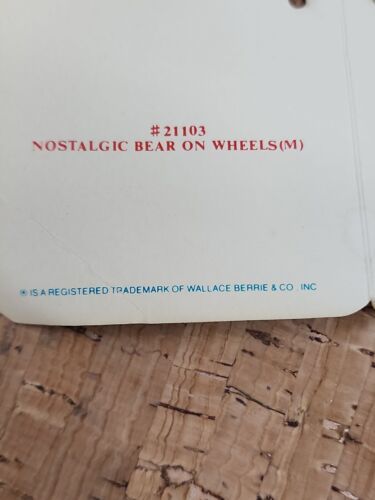 #21103
NOSTALGIC BEAR ON WHEELS(M)
® IS A REGISTERED TRADEMARK OF WALLACE BERRIE & CO. INC